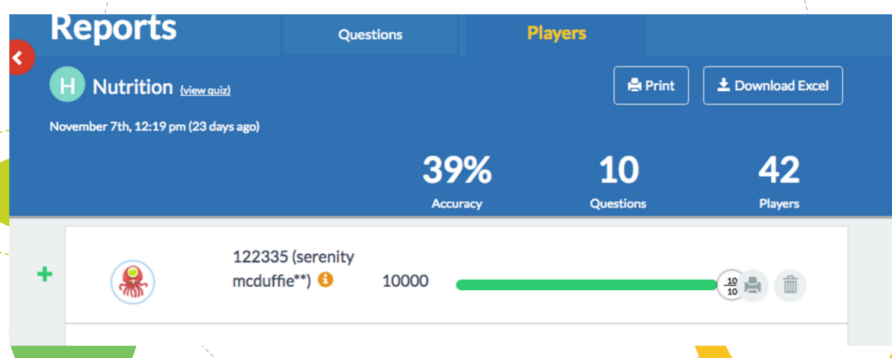 Reports
Questions
Players
H Nutrition (view quiz)
Print
Download Excel
November 7th, 12:19 pm (23 days ago)
39%
10
42
Accuracy
Questions
Players
122335 (serenity
mcduffie**)
10000
10
10